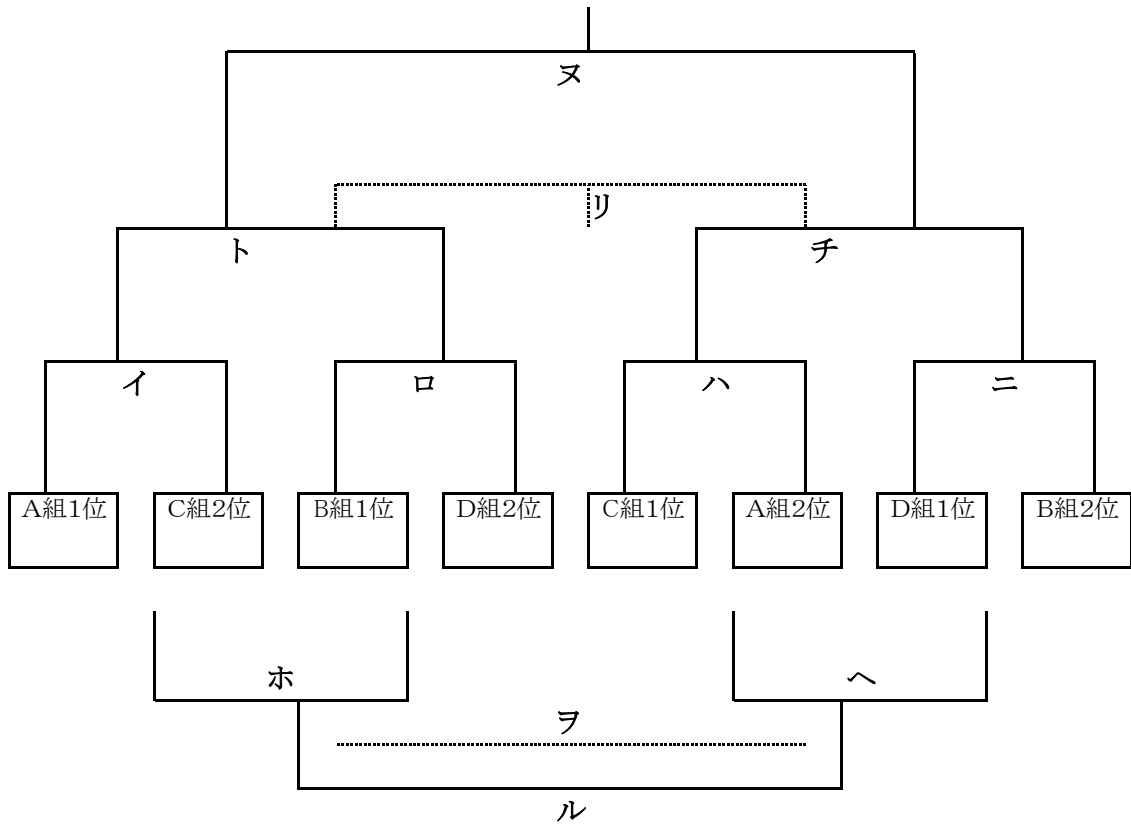 ヌ
リ
ト チ
イ ロ ハ ニ
A組1位 C組2位 B組1位 D組2位 C組1位 A組2位 D組1位 B組2位
ホ ヘ
ヲ
ル